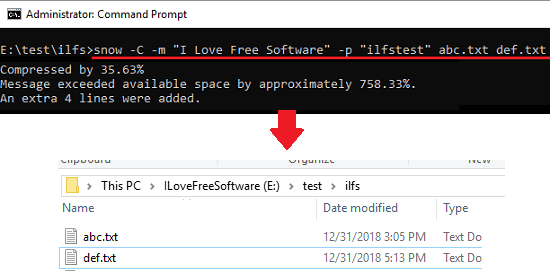 Administrator: Command Prompt
E:\test\ilfs>snow -C -m "I Love Free Software" -p "ilfstest" abc.txt def.txt
Compressed by 35.63%
Message exceeded available space by approximately 758.33%.
An extra 4 lines were added.
Clipboard Organize New
This PC > ILoveFreeSoftware (E:) > test > ilfs
Name Date modified Type
abc.txt 12/31/2018 3:05 PM Text Do
def.txt 12/31/2018 5:13 PM Text Do